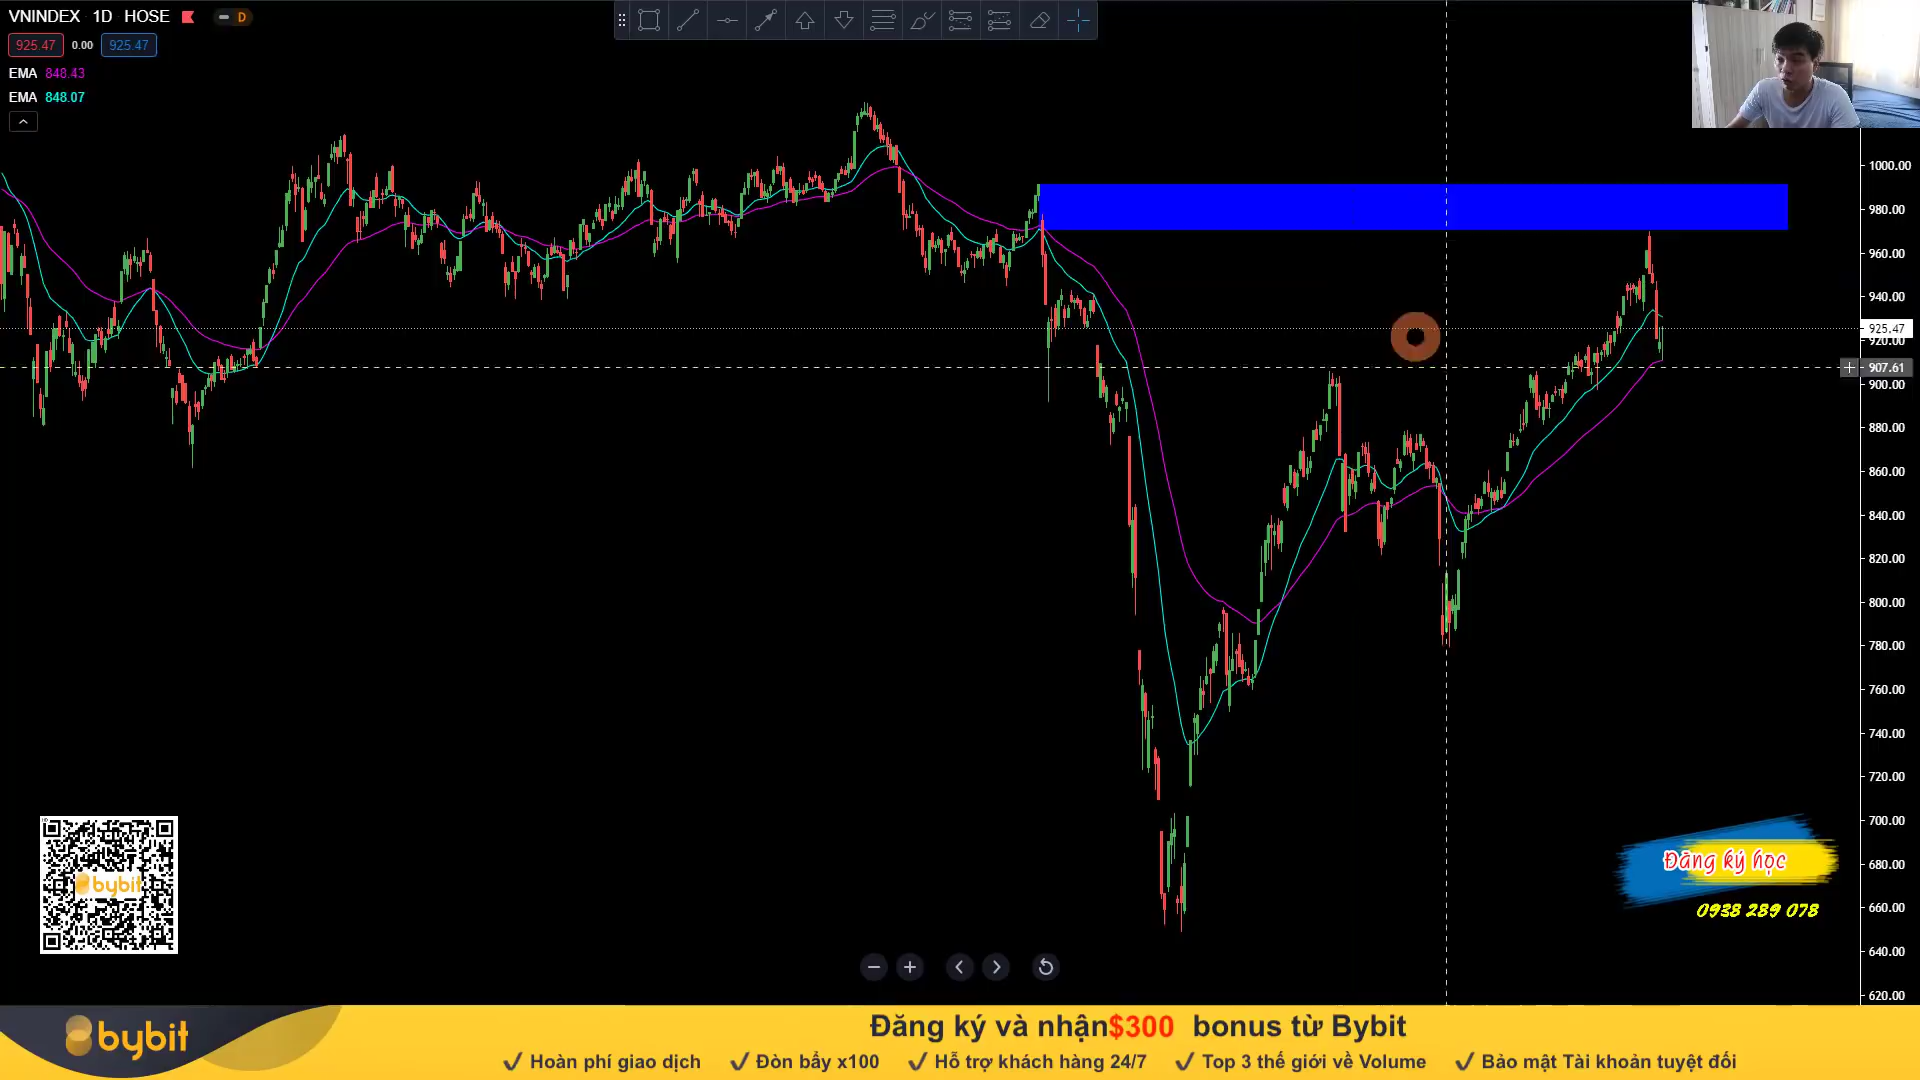 VNINDEX 1D HOSE D
925.47 0.00 925.47
EMA 848.43
EMA 848.07
1000.00
980.00
960.00
940.00
925.47
920.00
907.61
900.00
880.00
860.00
840.00
820.00
800.00
780.00
760.00
740.00
720.00
700.00
680.00
660.00
640.00
620.00
bybit
Đăng ký học
0938 289 078
bybit
Đăng ký và nhận $300 bonus từ Bybit
✓ Hoàn phí giao dịch ✓ Đòn bẩy x100 ✓ Hỗ trợ khách hàng 24/7 ✓ Top 3 thế giới về Volume ✓ Bảo mật Tài khoản tuyệt đối